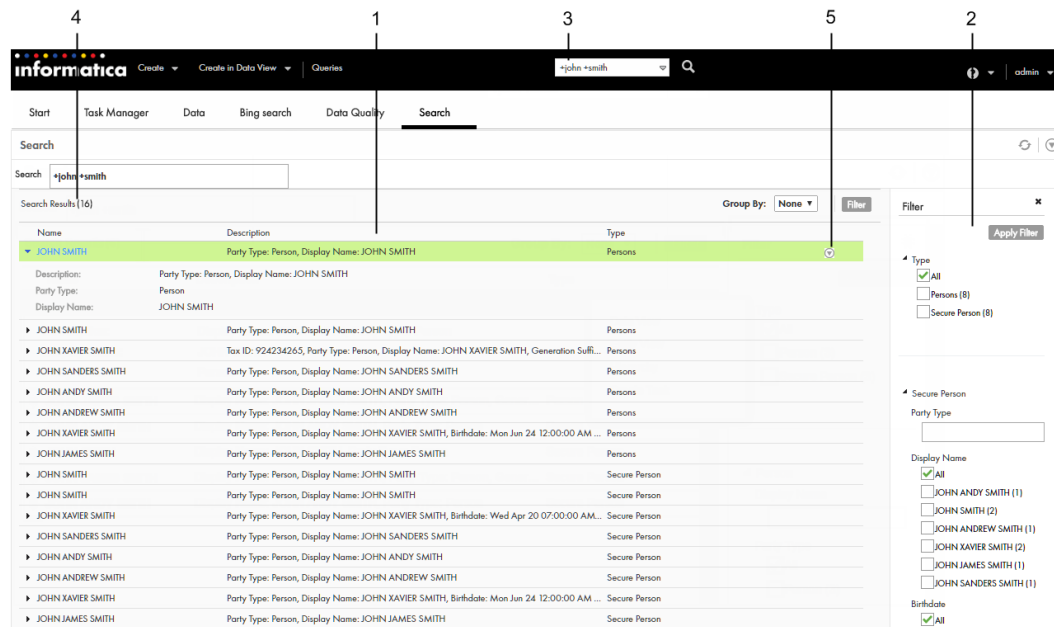 4 1 3 5 2
informatica Create Create in Data View Queries +john +smith admin
Start Task Manager Data Bing search Data Quality Search
Search
Search +john +smith
Search Results (16) Group By: None Filter
Name Description Type
JOHN SMITH Party Type: Person, Display Name: JOHN SMITH Persons
Description: Party Type: Person, Display Name: JOHN SMITH
Party Type: Person
Display Name: JOHN SMITH
JOHN SMITH Party Type: Person, Display Name: JOHN SMITH Persons
JOHN XAVIER SMITH Tax ID: 924234265, Party Type: Person, Display Name: JOHN XAVIER SMITH, Generation Suffi... Persons
JOHN SANDERS SMITH Party Type: Person, Display Name: JOHN SANDERS SMITH Persons
JOHN ANDY SMITH Party Type: Person, Display Name: JOHN ANDY SMITH Persons
JOHN ANDREW SMITH Party Type: Person, Display Name: JOHN ANDREW SMITH Persons
JOHN XAVIER SMITH Party Type: Person, Display Name: JOHN XAVIER SMITH, Birthdate: Mon Jun 24 12:00:00 AM ... Persons
JOHN JAMES SMITH Party Type: Person, Display Name: JOHN JAMES SMITH Persons
JOHN SMITH Party Type: Person, Display Name: JOHN SMITH Secure Person
JOHN SMITH Party Type: Person, Display Name: JOHN SMITH Secure Person
JOHN XAVIER SMITH Party Type: Person, Display Name: JOHN XAVIER SMITH, Birthdate: Wed Apr 20 07:00:00 AM... Secure Person
JOHN SANDERS SMITH Party Type: Person, Display Name: JOHN SANDERS SMITH Secure Person
JOHN ANDY SMITH Party Type: Person, Display Name: JOHN ANDY SMITH Secure Person
JOHN ANDREW SMITH Party Type: Person, Display Name: JOHN ANDREW SMITH Secure Person
JOHN XAVIER SMITH Party Type: Person, Display Name: JOHN XAVIER SMITH, Birthdate: Mon Jun 24 12:00:00 AM ... Secure Person
JOHN JAMES SMITH Party Type: Person, Display Name: JOHN JAMES SMITH Secure Person
Filter
Apply Filter
Type
All
Persons (8)
Secure Person (8)
Secure Person
Party Type
Display Name
All
JOHN ANDY SMITH (1)
JOHN SMITH (2)
JOHN ANDREW SMITH (1)
JOHN XAVIER SMITH (2)
JOHN JAMES SMITH (1)
JOHN SANDERS SMITH (1)
Birthdate
All